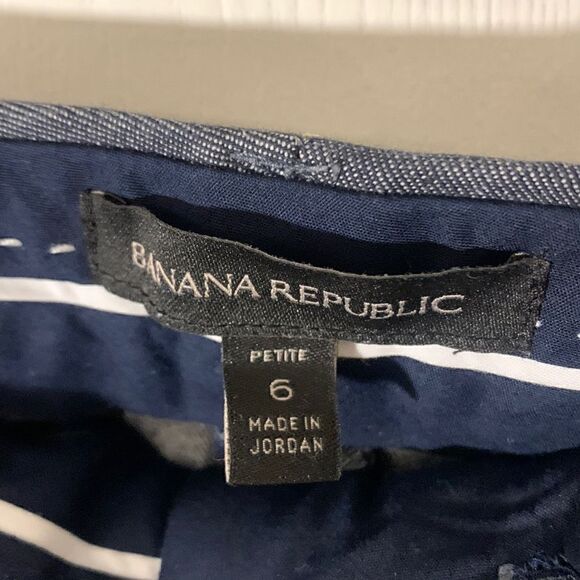 BANANA REPUBLIC
PETITE
6
MADE IN
JORDAN